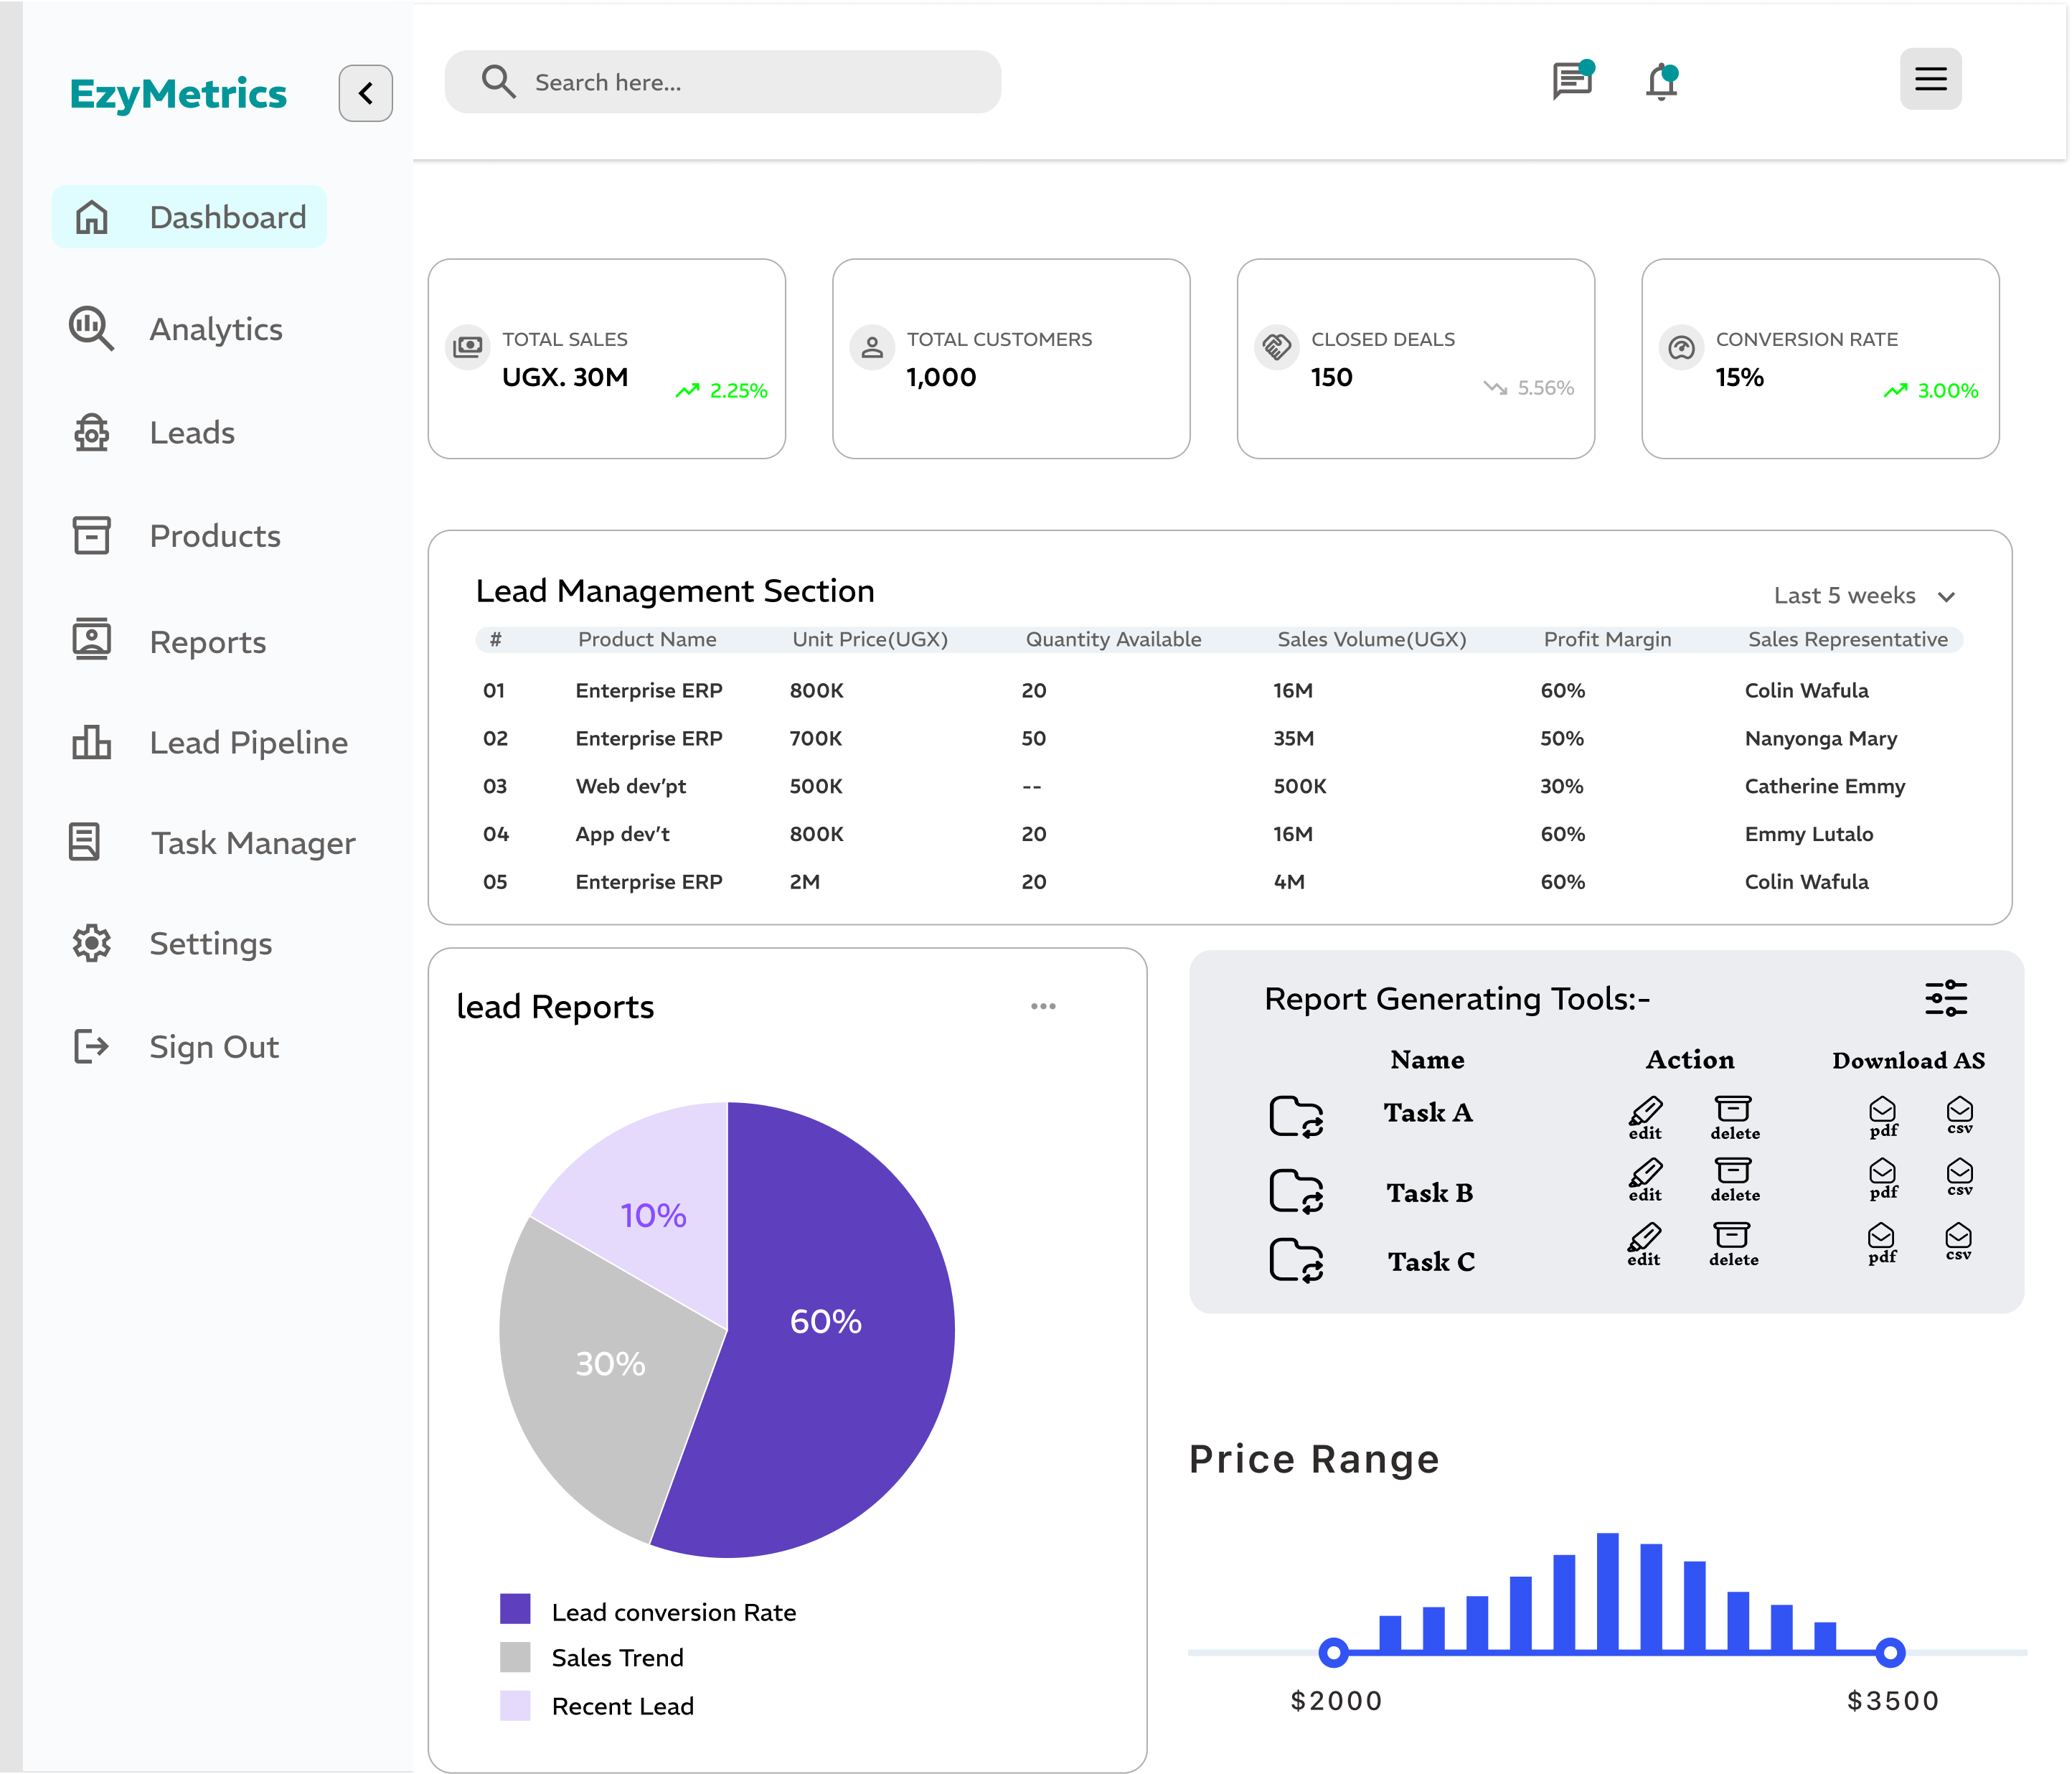 EzyMetrics
Search here...
Dashboard
Analytics
Leads
Products
Reports
Lead Pipeline
Task Manager
Settings
Sign Out
TOTAL SALES
UGX. 30M
2.25%
TOTAL CUSTOMERS
1,000
CLOSED DEALS
150
5.56%
CONVERSION RATE
15%
3.00%
Lead Management Section
Last 5 weeks
# Product Name Unit Price(UGX) Quantity Available Sales Volume(UGX) Profit Margin Sales Representative
01 Enterprise ERP 800K 20 16M 60% Colin Wafula
02 Enterprise ERP 700K 50 35M 50% Nanyonga Mary
03 Web dev’pt 500K -- 500K 30% Catherine Emmy
04 App dev’t 800K 20 16M 60% Emmy Lutalo
05 Enterprise ERP 2M 20 4M 60% Colin Wafula
lead Reports
10%
60%
30%
Lead conversion Rate
Sales Trend
Recent Lead
Report Generating Tools:-
Name Action Download AS
Task A edit delete pdf csv
Task B edit delete pdf csv
Task C edit delete pdf csv
Price Range
$2000 $3500